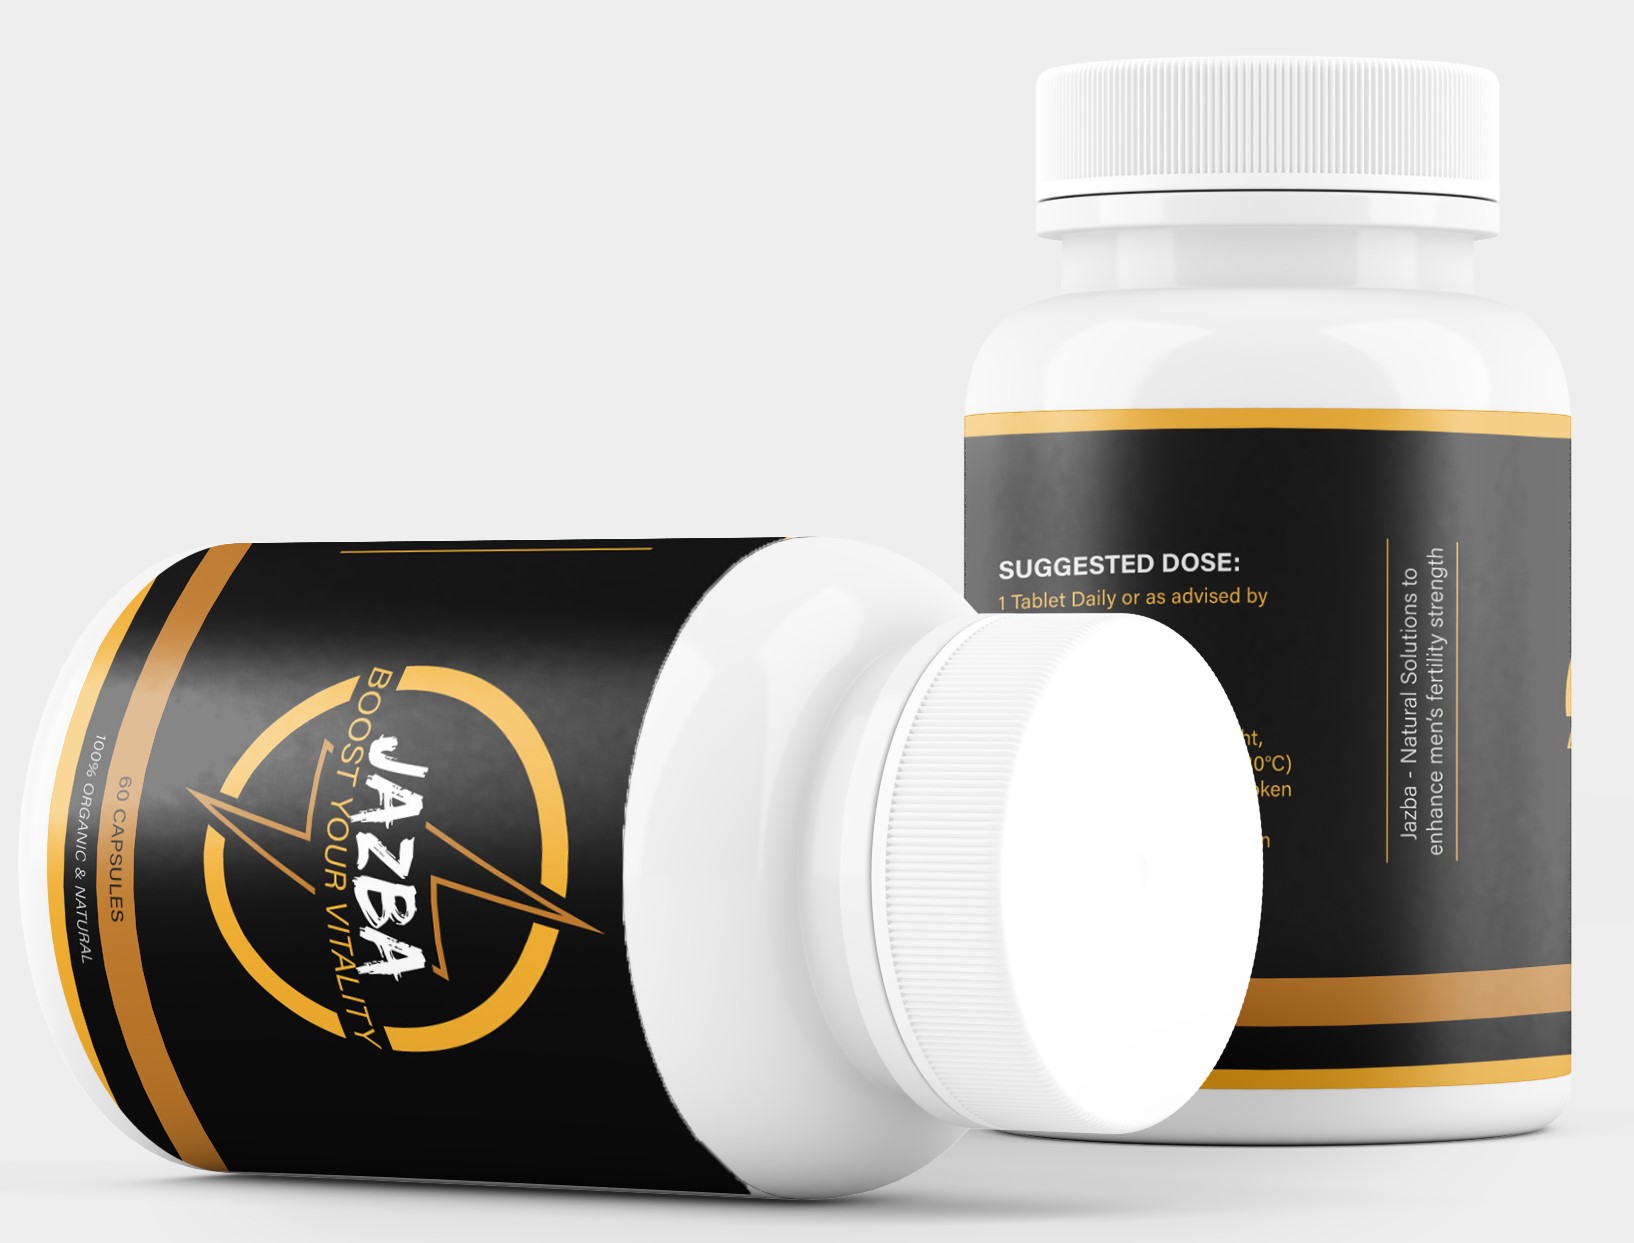 BOOST YOUR VITALITY
JAZBA
60 CAPSULES
100% ORGANIC & NATURAL
SUGGESTED DOSE:
1 Tablet Daily or as advised by
Jazba - Natural Solutions to
enhance men's fertility strength